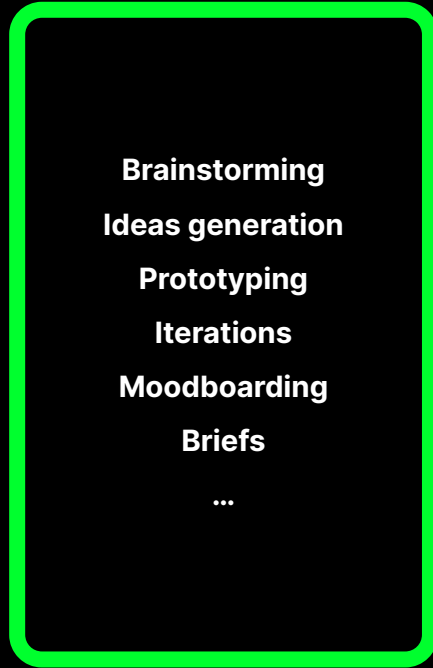 Brainstorming
Ideas generation
Prototyping
Iterations
Moodboarding
Briefs
...